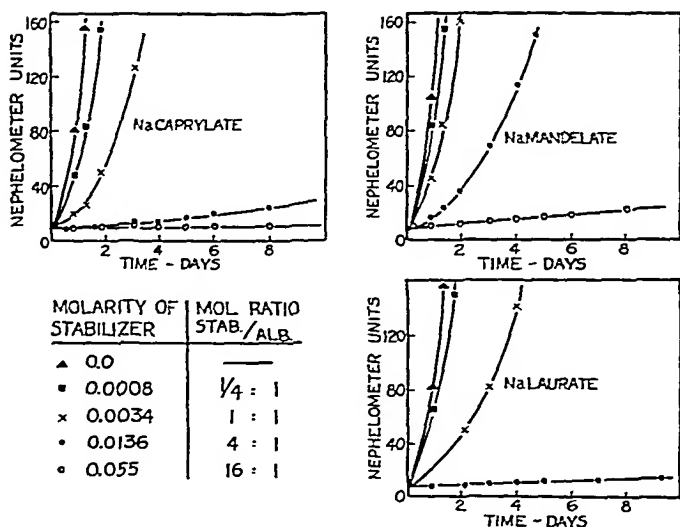 NEPHELOMETER UNITS
160
120
80
40
0
NaCAPRYLATE
2 4 6 8
TIME - DAYS
NEPHELOMETER UNITS
160
120
80
40
0
NaMANDELATE
2 4 6 8
TIME - DAYS
MOLARITY OF STABILIZER
MOL RATIO STAB./ALB.
▲ 0.0 —
■ 0.0008 1/4 : 1
× 0.0034 1 : 1
• 0.0136 4 : 1
○ 0.055 16 : 1
NEPHELOMETER UNITS
120
80
40
0
NaLAURATE
2 4 6 8
TIME - DAYS